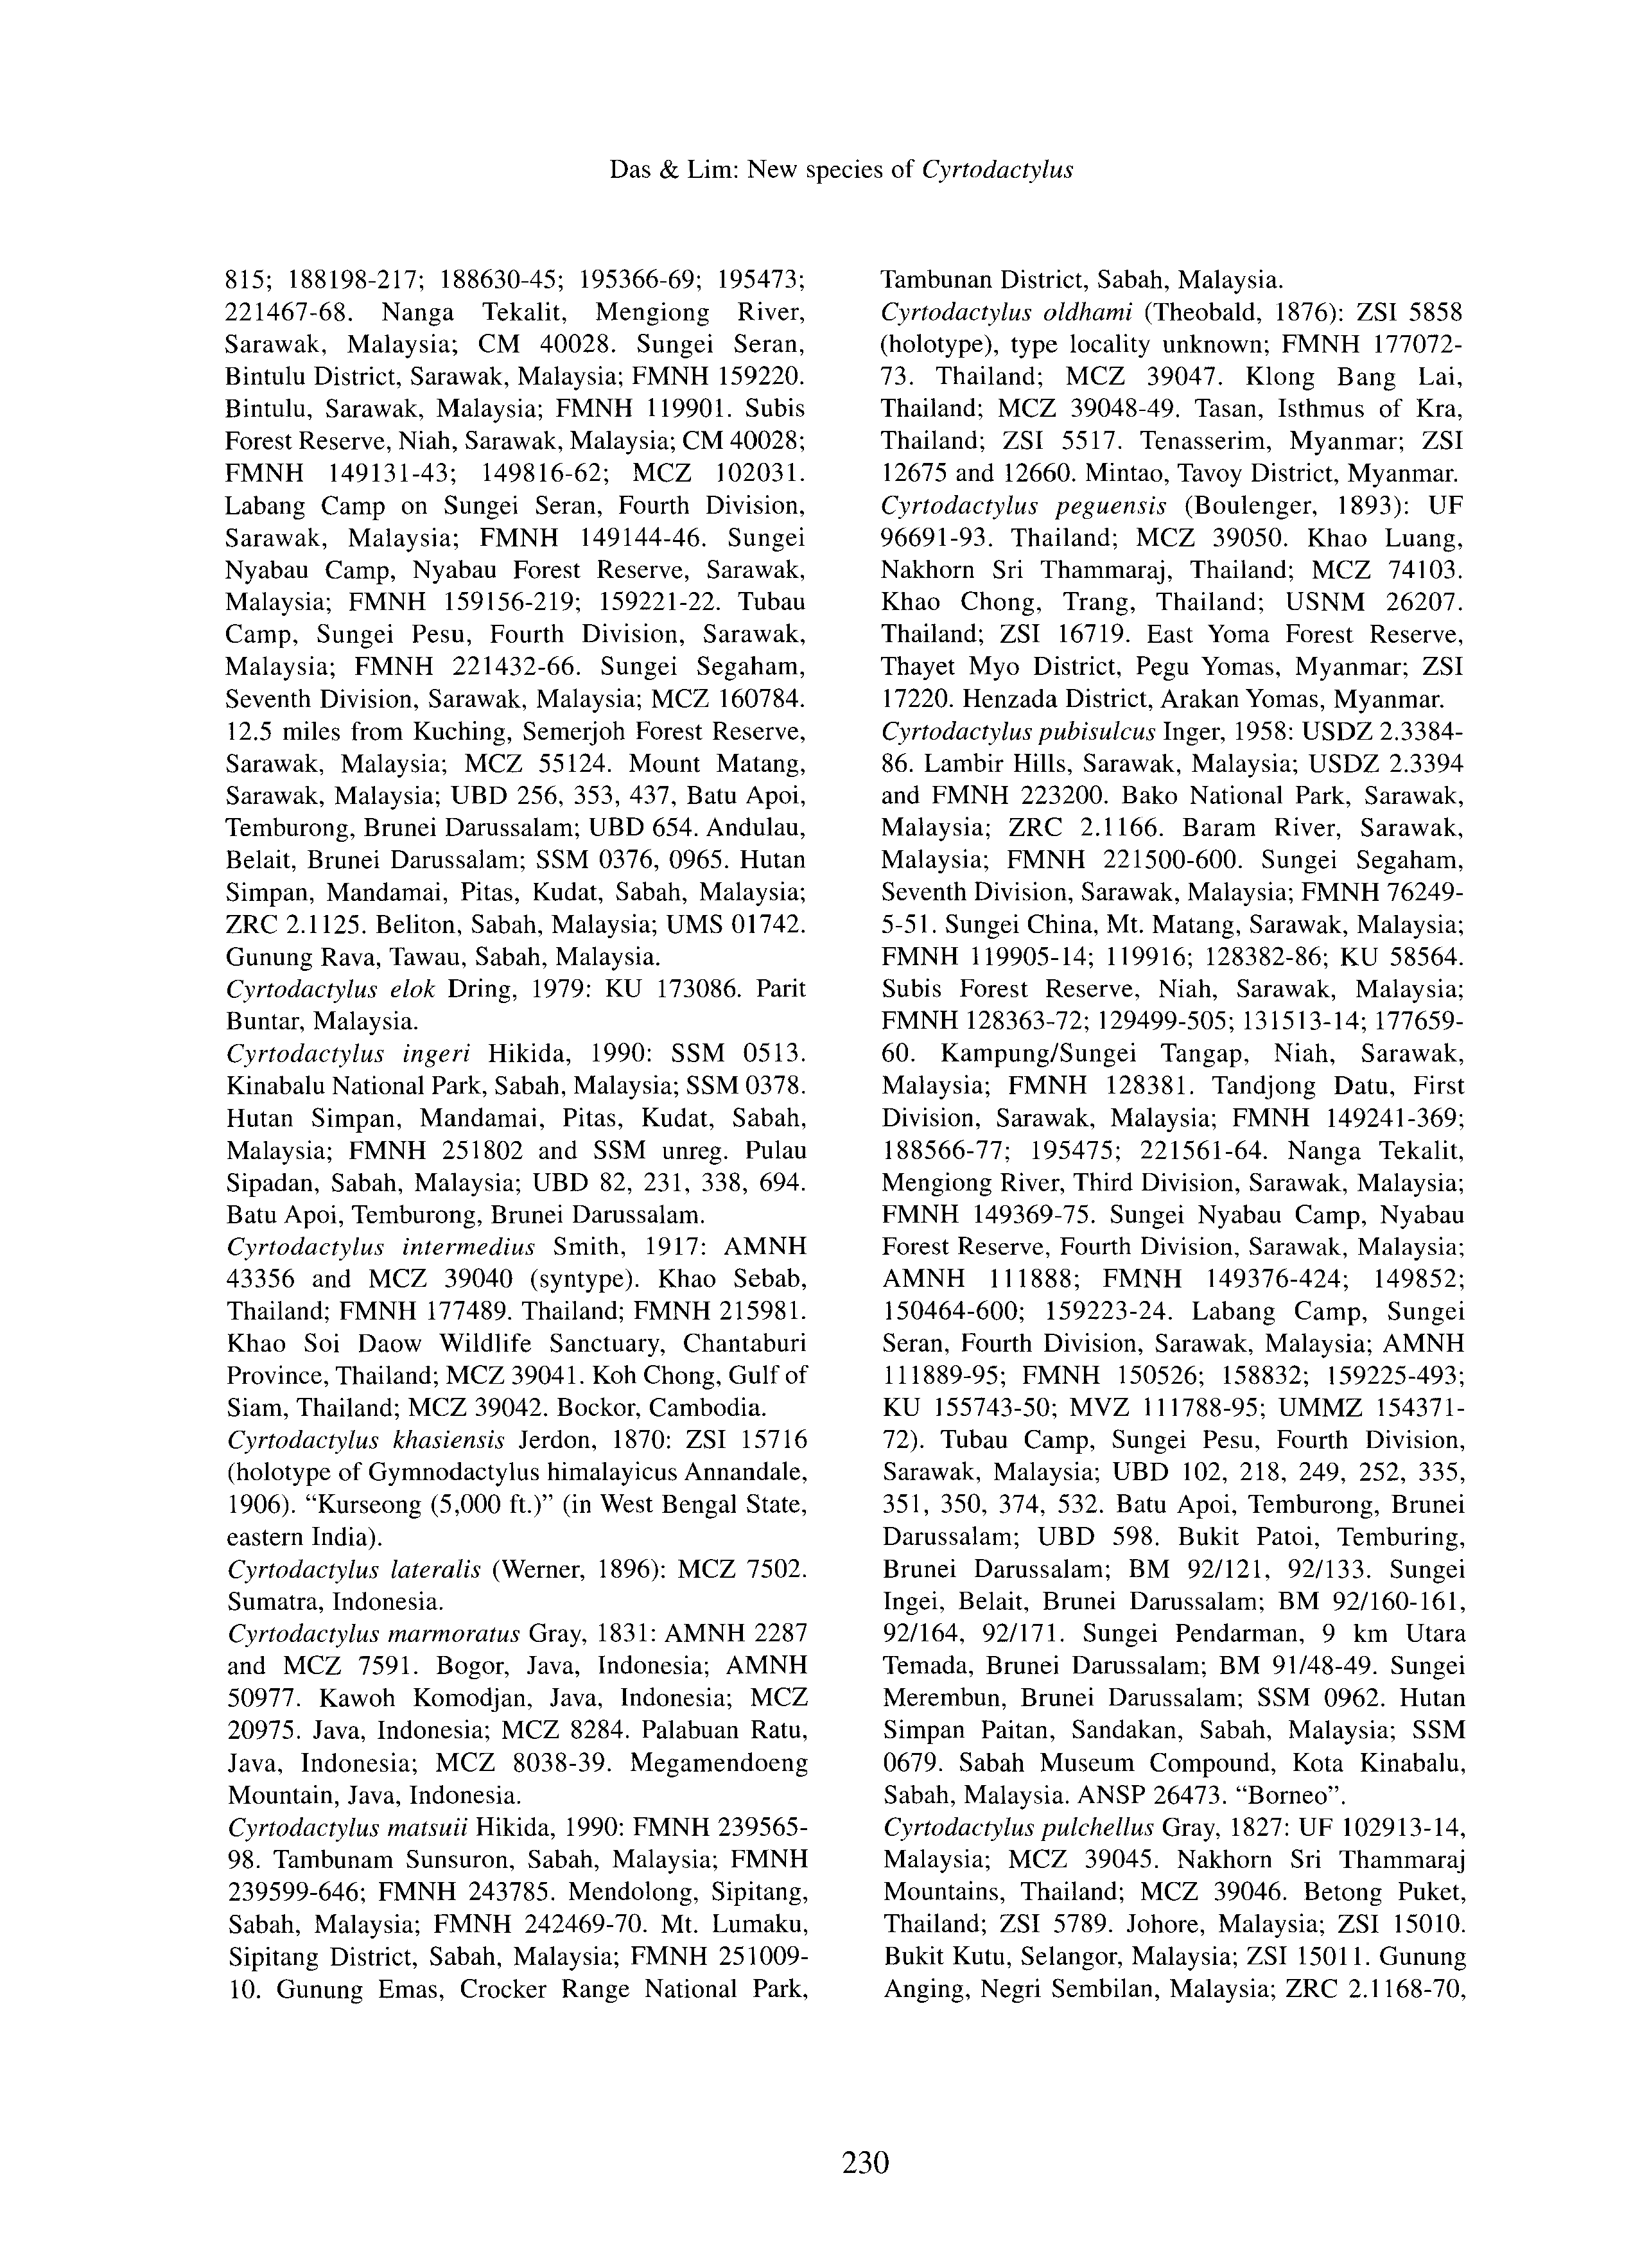 Das & Lim: New species of Cyrtodactylus
815; 188198-217; 188630-45; 195366-69; 195473;
221467-68. Nanga Tekalit, Mengiong River,
Sarawak, Malaysia; CM 40028. Sungei Seran,
Bintulu District, Sarawak, Malaysia; FMNH 159220.
Bintulu, Sarawak, Malaysia; FMNH 119901. Subis
Forest Reserve, Niah, Sarawak, Malaysia; CM 40028;
FMNH 149131-43; 149816-62; MCZ 102031.
Labang Camp on Sungei Seran, Fourth Division,
Sarawak, Malaysia; FMNH 149144-46. Sungei
Nyabau Camp, Nyabau Forest Reserve, Sarawak,
Malaysia; FMNH 159156-219; 159221-22. Tubau
Camp, Sungei Pesu, Fourth Division, Sarawak,
Malaysia; FMNH 221432-66. Sungei Segaham,
Seventh Division, Sarawak, Malaysia; MCZ 160784.
12.5 miles from Kuching, Semerjoh Forest Reserve,
Sarawak, Malaysia; MCZ 55124. Mount Matang,
Sarawak, Malaysia; UBD 256, 353, 437, Batu Apoi,
Temburong, Brunei Darussalam; UBD 654. Andulau,
Belait, Brunei Darussalam; SSM 0376, 0965. Hutan
Simpan, Mandamai, Pitas, Kudat, Sabah, Malaysia;
ZRC 2.1125. Beliton, Sabah, Malaysia; UMS 01742.
Gunung Rava, Tawau, Sabah, Malaysia.
Cyrtodactylus elok Dring, 1979: KU 173086. Parit
Buntar, Malaysia.
Cyrtodactylus ingeri Hikida, 1990: SSM 0513.
Kinabalu National Park, Sabah, Malaysia; SSM 0378.
Hutan Simpan, Mandamai, Pitas, Kudat, Sabah,
Malaysia; FMNH 251802 and SSM unreg. Pulau
Sipadan, Sabah, Malaysia; UBD 82, 231, 338, 694.
Batu Apoi, Temburong, Brunei Darussalam.
Cyrtodactylus intermedius Smith, 1917: AMNH
43356 and MCZ 39040 (syntype). Khao Sebab,
Thailand; FMNH 177489. Thailand; FMNH 215981.
Khao Soi Daow Wildlife Sanctuary, Chantaburi
Province, Thailand; MCZ 39041. Koh Chong, Gulf of
Siam, Thailand; MCZ 39042. Bockor, Cambodia.
Cyrtodactylus khasiensis Jerdon, 1870: ZSI 15716
(holotype of Gymnodactylus himalayicus Annandale,
1906). “Kurseong (5,000 ft.)” (in West Bengal State,
eastern India).
Cyrtodactylus lateralis (Werner, 1896): MCZ 7502.
Sumatra, Indonesia.
Cyrtodactylus marmoratus Gray, 1831: AMNH 2287
and MCZ 7591. Bogor, Java, Indonesia; AMNH
50977. Kawoh Komodjan, Java, Indonesia; MCZ
20975. Java, Indonesia; MCZ 8284. Palabuan Ratu,
Java, Indonesia; MCZ 8038-39. Megamendoeng
Mountain, Java, Indonesia.
Cyrtodactylus matsuii Hikida, 1990: FMNH 239565-
98. Tambunam Sunsuron, Sabah, Malaysia; FMNH
239599-646; FMNH 243785. Mendolong, Sipitang,
Sabah, Malaysia; FMNH 242469-70. Mt. Lumaku,
Sipitang District, Sabah, Malaysia; FMNH 251009-
10. Gunung Emas, Crocker Range National Park,
Tambunan District, Sabah, Malaysia.
Cyrtodactylus oldhami (Theobald, 1876): ZSI 5858
(holotype), type locality unknown; FMNH 177072-
73. Thailand; MCZ 39047. Klong Bang Lai,
Thailand; MCZ 39048-49. Tasan, Isthmus of Kra,
Thailand; ZSI 5517. Tenasserim, Myanmar; ZSI
12675 and 12660. Mintao, Tavoy District, Myanmar.
Cyrtodactylus peguensis (Boulenger, 1893): UF
96691-93. Thailand; MCZ 39050. Khao Luang,
Nakhorn Sri Thammaraj, Thailand; MCZ 74103.
Khao Chong, Trang, Thailand; USNM 26207.
Thailand; ZSI 16719. East Yoma Forest Reserve,
Thayet Myo District, Pegu Yomas, Myanmar; ZSI
17220. Henzada District, Arakan Yomas, Myanmar.
Cyrtodactylus pubisulcus Inger, 1958: USDZ 2.3384-
86. Lambir Hills, Sarawak, Malaysia; USDZ 2.3394
and FMNH 223200. Bako National Park, Sarawak,
Malaysia; ZRC 2.1166. Baram River, Sarawak,
Malaysia; FMNH 221500-600. Sungei Segaham,
Seventh Division, Sarawak, Malaysia; FMNH 76249-
5-51. Sungei China, Mt. Matang, Sarawak, Malaysia;
FMNH 119905-14; 119916; 128382-86; KU 58564.
Subis Forest Reserve, Niah, Sarawak, Malaysia;
FMNH 128363-72; 129499-505; 131513-14; 177659-
60. Kampung/Sungei Tangap, Niah, Sarawak,
Malaysia; FMNH 128381. Tandjong Datu, First
Division, Sarawak, Malaysia; FMNH 149241-369;
188566-77; 195475; 221561-64. Nanga Tekalit,
Mengiong River, Third Division, Sarawak, Malaysia;
FMNH 149369-75. Sungei Nyabau Camp, Nyabau
Forest Reserve, Fourth Division, Sarawak, Malaysia;
AMNH 111888; FMNH 149376-424; 149852;
150464-600; 159223-24. Labang Camp, Sungei
Seran, Fourth Division, Sarawak, Malaysia; AMNH
111889-95; FMNH 150526; 158832; 159225-493;
KU 155743-50; MVZ 111788-95; UMMZ 154371-
72). Tubau Camp, Sungei Pesu, Fourth Division,
Sarawak, Malaysia; UBD 102, 218, 249, 252, 335,
351, 350, 374, 532. Batu Apoi, Temburong, Brunei
Darussalam; UBD 598. Bukit Patoi, Temburing,
Brunei Darussalam; BM 92/121, 92/133. Sungei
Ingei, Belait, Brunei Darussalam; BM 92/160-161,
92/164, 92/171. Sungei Pendarman, 9 km Utara
Temada, Brunei Darussalam; BM 91/48-49. Sungei
Merembun, Brunei Darussalam; SSM 0962. Hutan
Simpan Paitan, Sandakan, Sabah, Malaysia; SSM
0679. Sabah Museum Compound, Kota Kinabalu,
Sabah, Malaysia. ANSP 26473. “Borneo”.
Cyrtodactylus pulchellus Gray, 1827: UF 102913-14,
Malaysia; MCZ 39045. Nakhorn Sri Thammaraj
Mountains, Thailand; MCZ 39046. Betong Puket,
Thailand; ZSI 5789. Johore, Malaysia; ZSI 15010.
Bukit Kutu, Selangor, Malaysia; ZSI 15011. Gunung
Anging, Negri Sembilan, Malaysia; ZRC 2.1168-70,
230